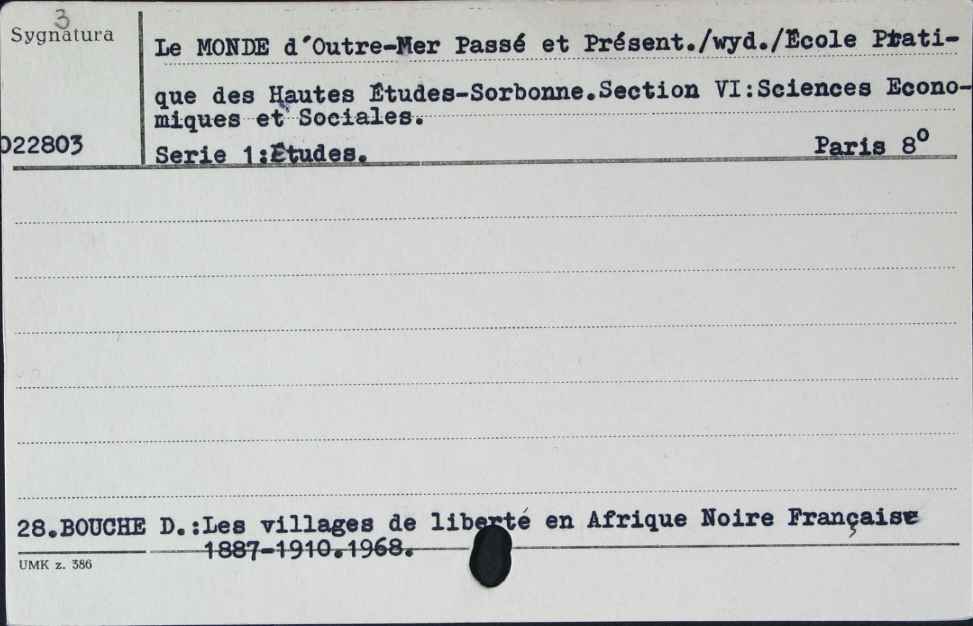 3
Sygnatura
Le MONDE d'Outre-Mer Passé et Présent./wyd./École Prati-
que des Hautes Études-Sorbonne.Section VI:Sciences Econo-
miques et Sociales.
022803
Serie 1:Études.
Paris 8º
28.BOUCHE D.:Les villages de liberté en Afrique Noire Française
1887-1910.1968.
UMK z. 386